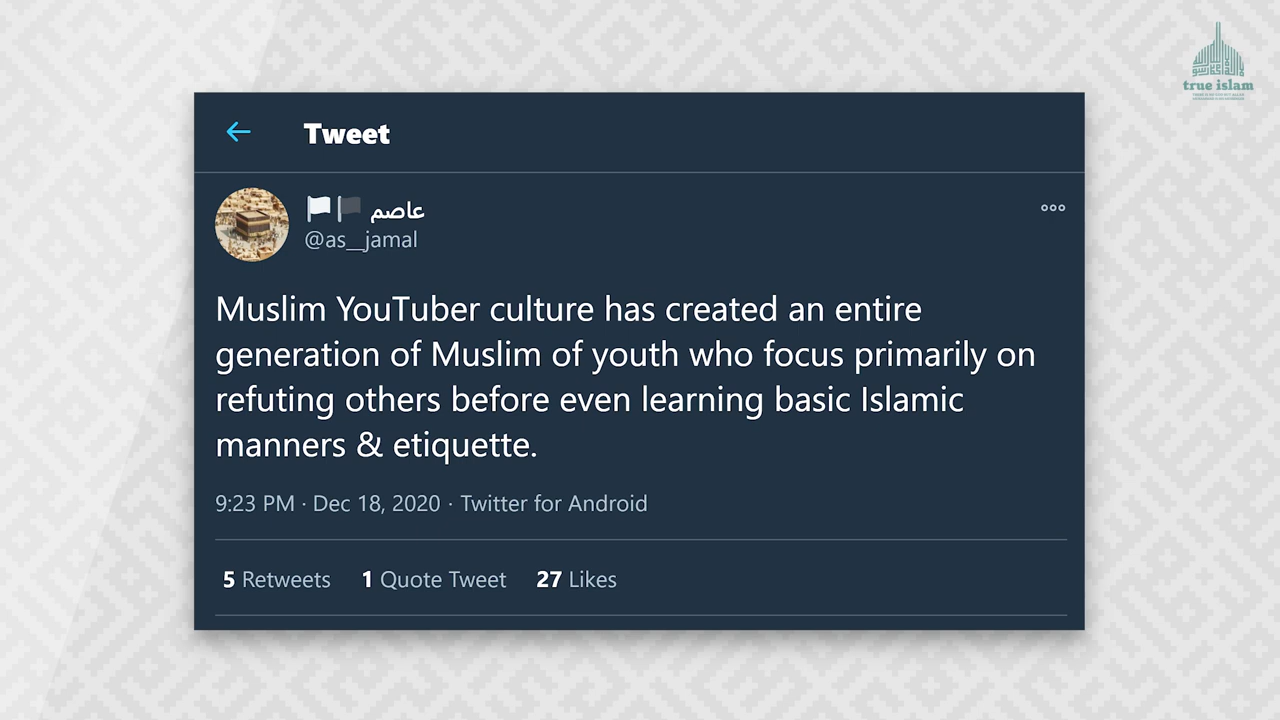 true islam
Tweet
عاصم
@as__jamal
Muslim YouTuber culture has created an entire
generation of Muslim of youth who focus primarily on
refuting others before even learning basic Islamic
manners & etiquette.
9:23 PM · Dec 18, 2020 · Twitter for Android
5 Retweets 1 Quote Tweet 27 Likes